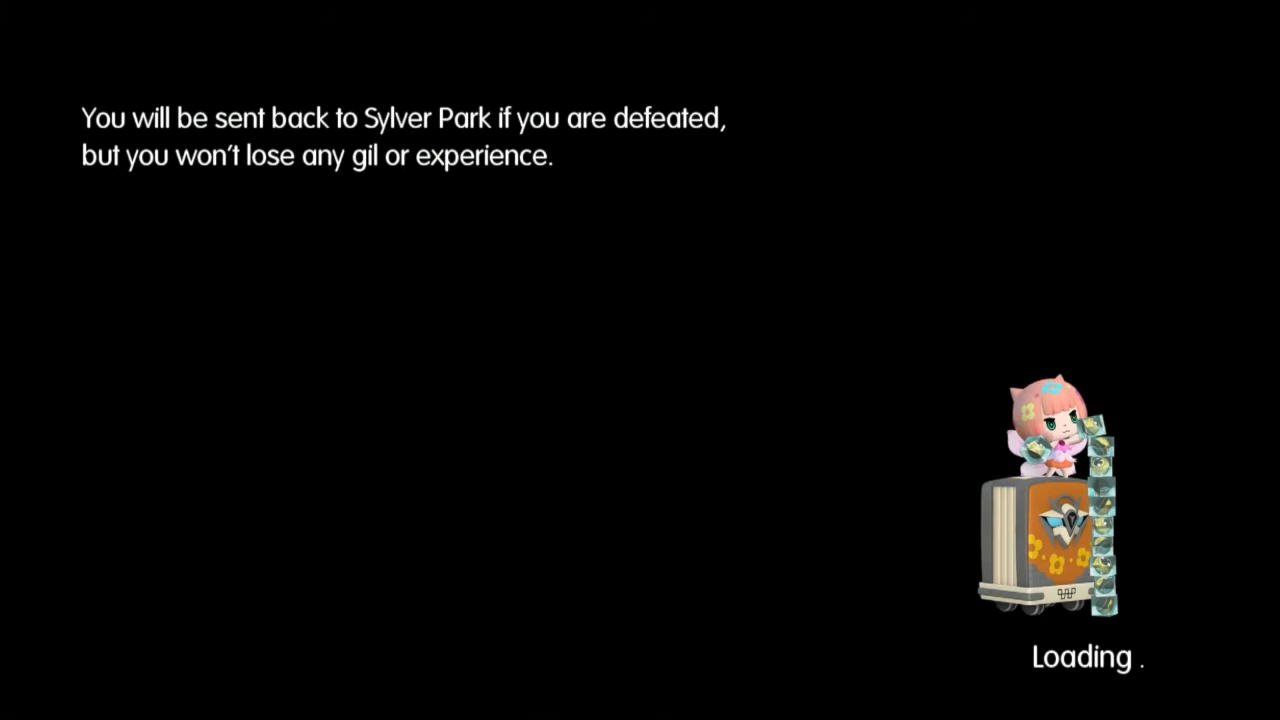 You will be sent back to Sylver Park if you are defeated,
but you won't lose any gil or experience.
Loading .